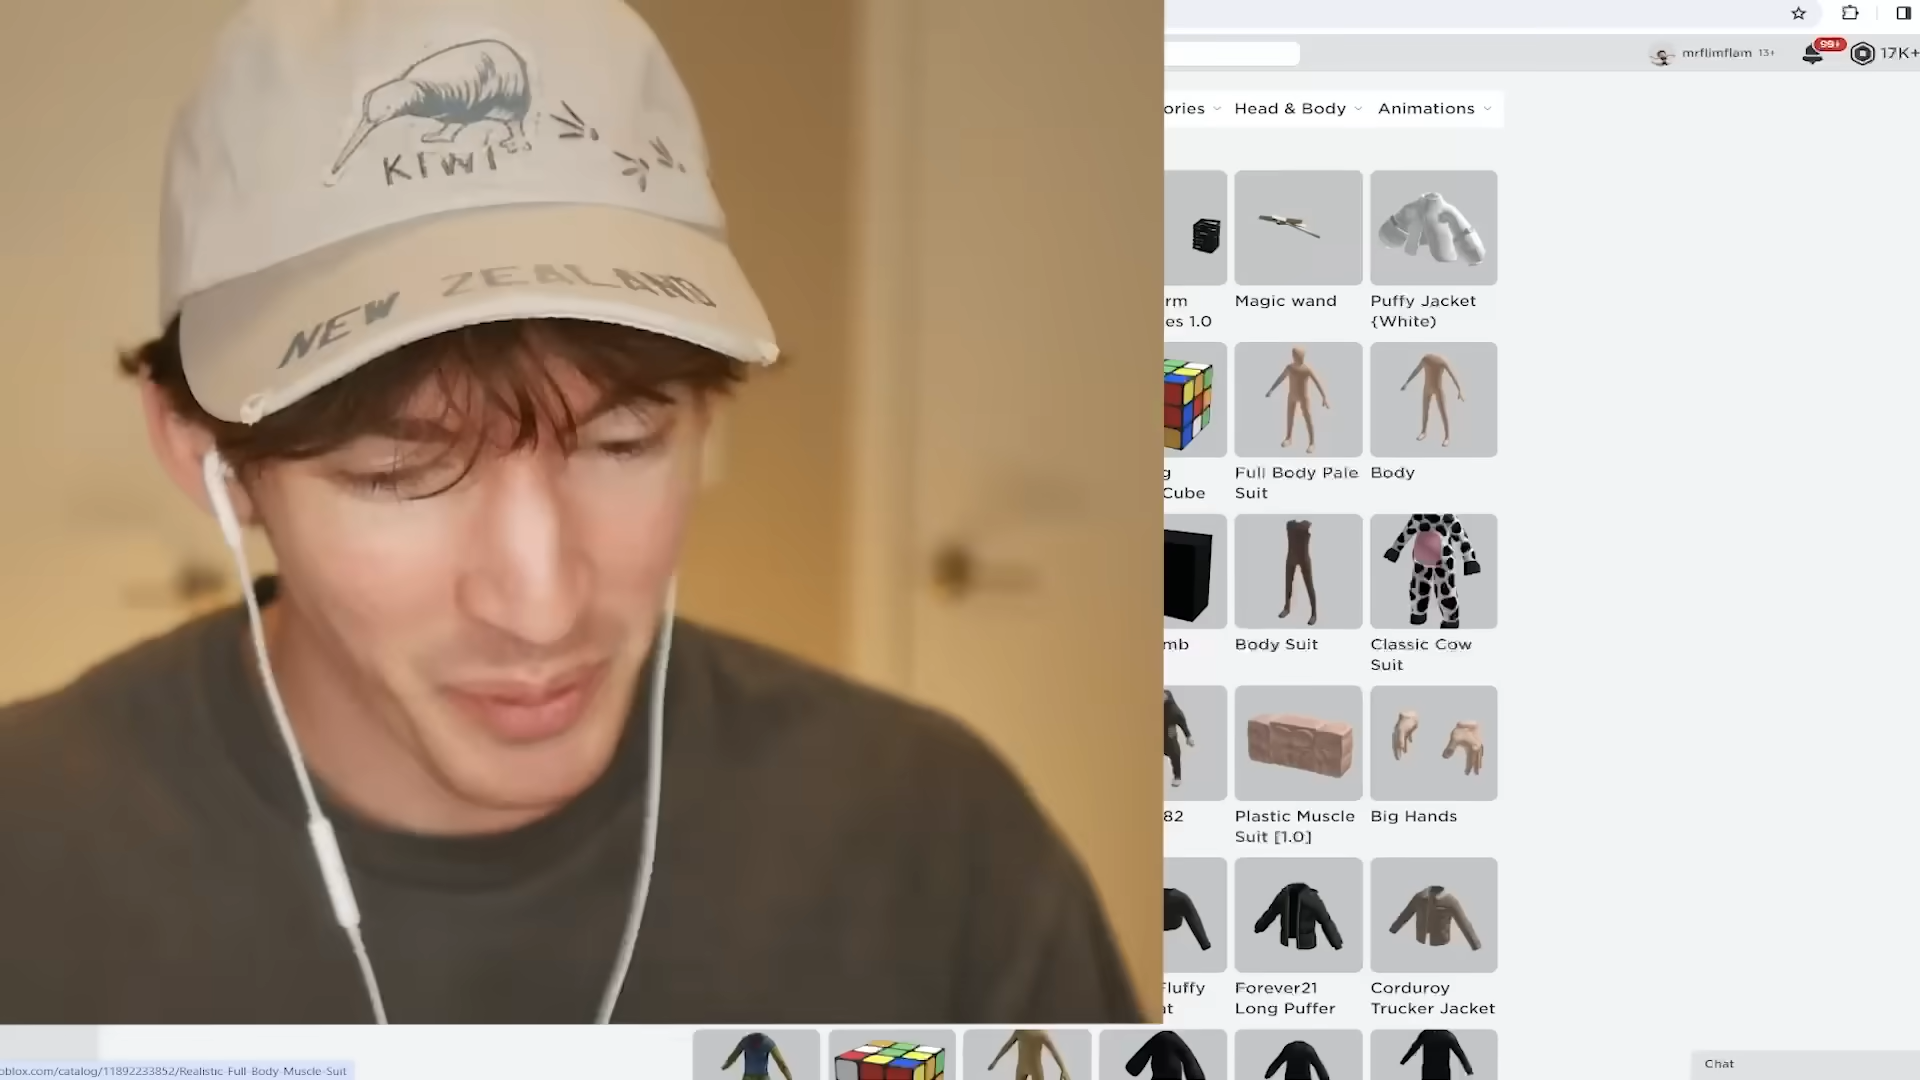 KIWI
NEW ZEALAND
mrflimflam 13+
99+
17K+
ories
Head & Body
Animations
rm
es 1.0
Magic wand
Puffy Jacket
{White)
g
Cube
Full Body Pale
Suit
Body
mb
Body Suit
Classic Cow
Suit
82
Plastic Muscle
Suit [1.0]
Big Hands
Fluffy
at
Forever21
Long Puffer
Corduroy
Trucker Jacket
oblox.com/catalog/11892233852/Realistic-Full-Body-Muscle-Suit
Chat